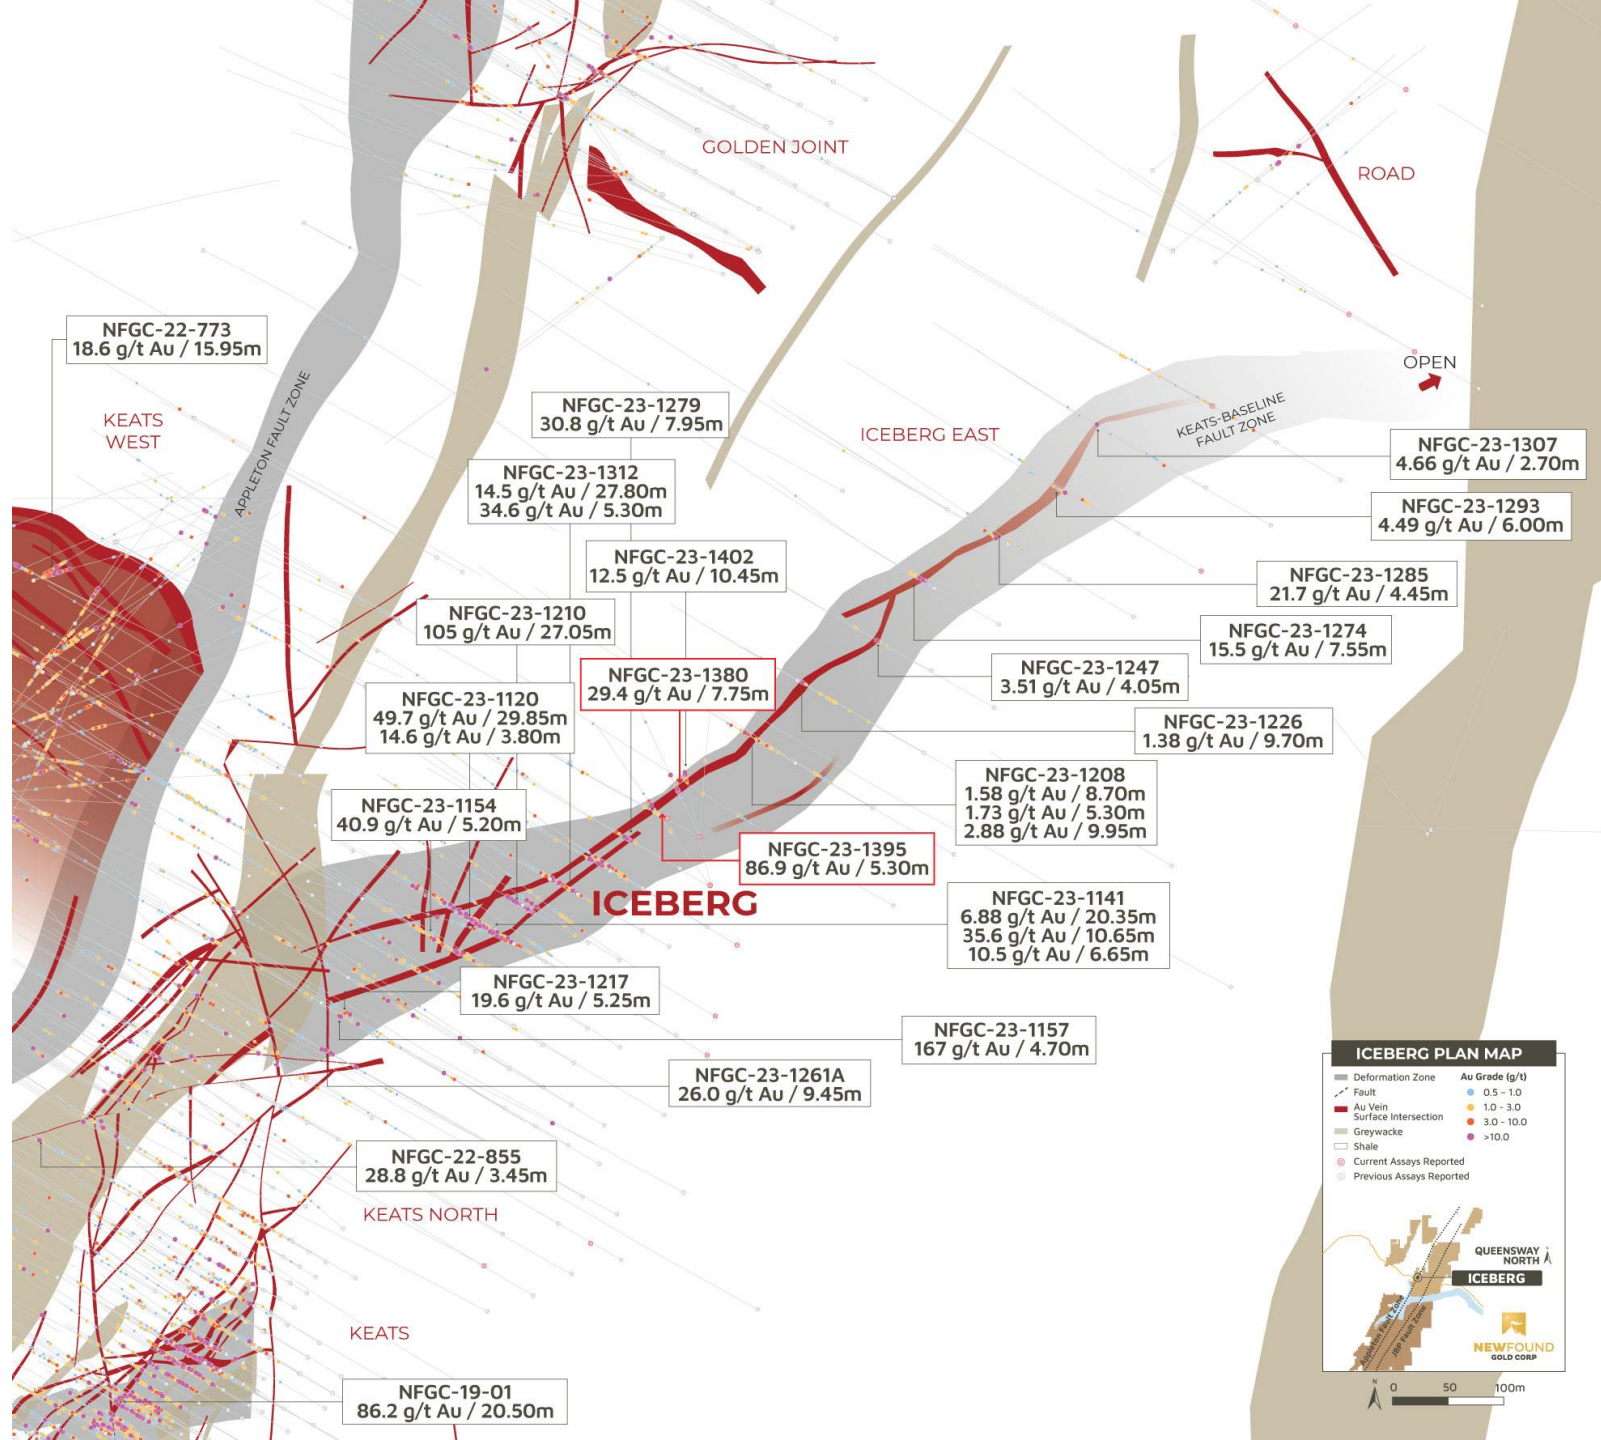 GOLDEN JOINT
ROAD
NFGC-22-773
18.6 g/t Au / 15.95m
OPEN
APPLETON FAULT ZONE
KEATS
WEST
NFGC-23-1279
30.8 g/t Au / 7.95m
ICEBERG EAST
KEATS-BASELINE
FAULT ZONE
NFGC-23-1307
4.66 g/t Au / 2.70m
NFGC-23-1312
14.5 g/t Au / 27.80m
34.6 g/t Au / 5.30m
NFGC-23-1293
4.49 g/t Au / 6.00m
NFGC-23-1402
12.5 g/t Au / 10.45m
NFGC-23-1285
21.7 g/t Au / 4.45m
NFGC-23-1210
105 g/t Au / 27.05m
NFGC-23-1274
15.5 g/t Au / 7.55m
NFGC-23-1380
29.4 g/t Au / 7.75m
NFGC-23-1247
3.51 g/t Au / 4.05m
NFGC-23-1120
49.7 g/t Au / 29.85m
14.6 g/t Au / 3.80m
NFGC-23-1226
1.38 g/t Au / 9.70m
NFGC-23-1208
1.58 g/t Au / 8.70m
1.73 g/t Au / 5.30m
2.88 g/t Au / 9.95m
NFGC-23-1154
40.9 g/t Au / 5.20m
NFGC-23-1395
86.9 g/t Au / 5.30m
ICEBERG
NFGC-23-1141
6.88 g/t Au / 20.35m
35.6 g/t Au / 10.65m
10.5 g/t Au / 6.65m
NFGC-23-1217
19.6 g/t Au / 5.25m
NFGC-23-1157
167 g/t Au / 4.70m
NFGC-23-1261A
26.0 g/t Au / 9.45m
NFGC-22-855
28.8 g/t Au / 3.45m
KEATS NORTH
KEATS
NFGC-19-01
86.2 g/t Au / 20.50m
ICEBERG PLAN MAP
Deformation Zone
Fault
Au Vein
Surface Intersection
Greywacke
Shale
Current Assays Reported
Previous Assays Reported
Au Grade (g/t)
0.5 – 1.0
1.0 - 3.0
3.0 - 10.0
>10.0
QUEENSWAY
NORTH
ICEBERG
Appleton Fault Zone
JBP Fault Zone
NEWFOUND
GOLD CORP
N
0 50 100m